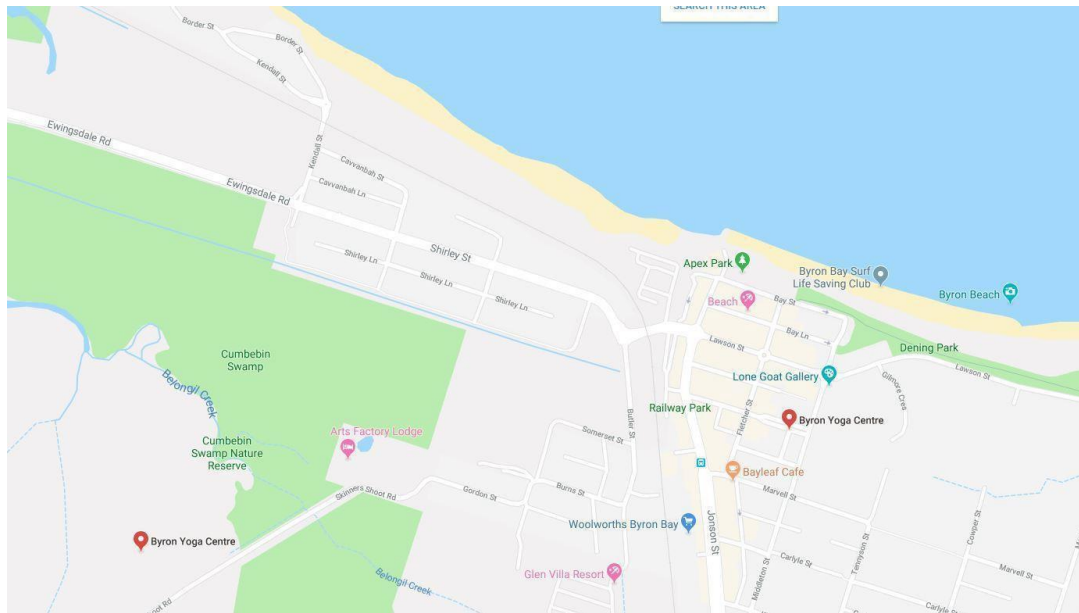 SEARCH THIS AREA
Border St
Border St
Kendall St
Ewingsdale Rd
Kendall St
Cavvanbah St
Cavvanbah Ln
Ewingsdale Rd
Shirley St
Shirley Ln
Shirley Ln
Shirley Ln
Apex Park
Byron Bay Surf
Life Saving Club
Byron Beach
Beach
Bay St
Bay Ln
Lawson St
Dening Park
Lawson St
Gilmore Cres
Lone Goat Gallery
Cumbebin
Swamp
Belongil Creek
Railway Park
Fletcher St
Byron Yoga Centre
Butler St
Somerset St
Arts Factory Lodge
Cumbebin
Swamp Nature
Reserve
Bayleaf Cafe
Skinners Shoot Rd
Gordon St
Burns St
Marvell St
Woolworths Byron Bay
Jonson St
Cowper St
Tennyson St
Byron Yoga Centre
Carlyle St
Middleton St
Marvell St
Glen Villa Resort
Belongil Creek
Carlyle St
oot Rd